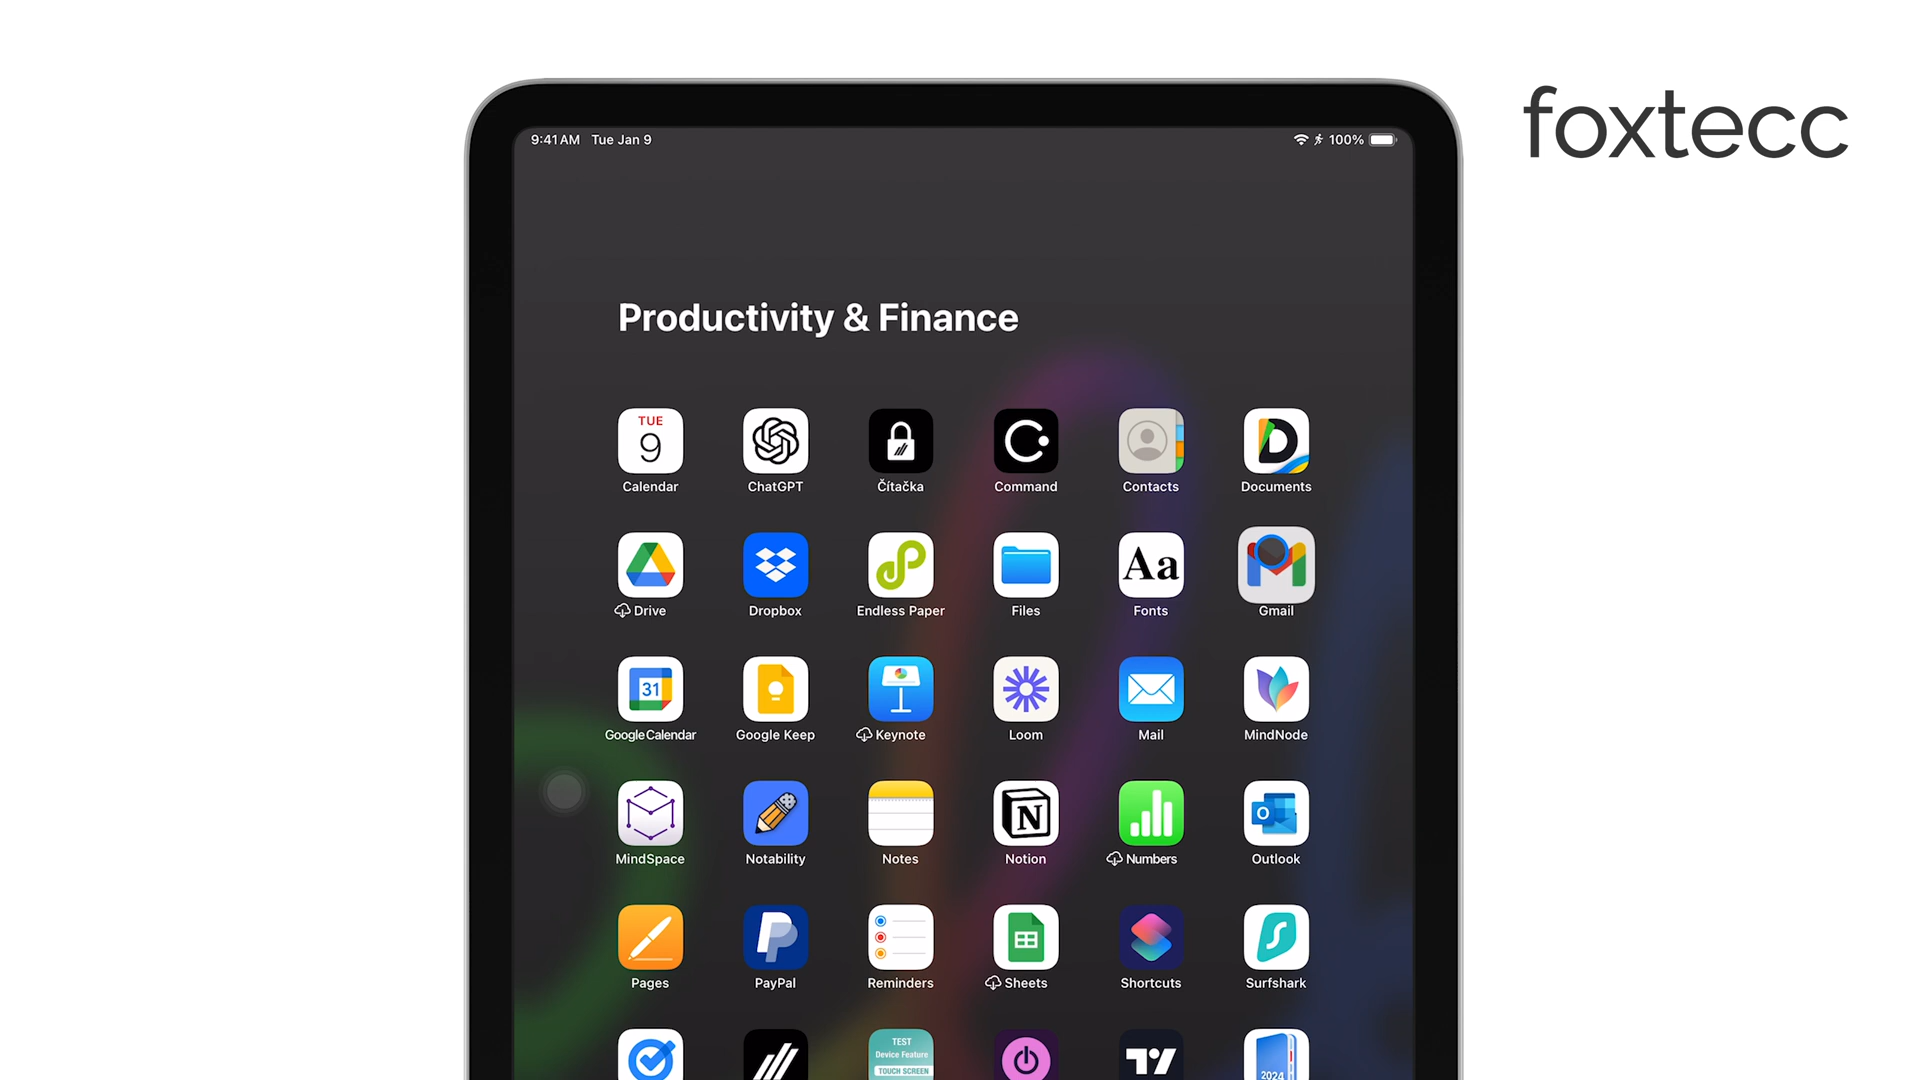 foxtecc
9:41 AM Tue Jan 9
100%
Productivity & Finance
TUE
9
Calendar
ChatGPT
Čítačka
Command
Contacts
Documents
Aa
Drive
Dropbox
Endless Paper
Files
Fonts
Gmail
31
Google Calendar
Google Keep
Keynote
Loom
Mail
MindNode
N
O
MindSpace
Notability
Notes
Notion
Numbers
Outlook
Pages
PayPal
Reminders
Sheets
Shortcuts
Surfshark
TEST
Device Feature
TOUCH SCREEN
2024